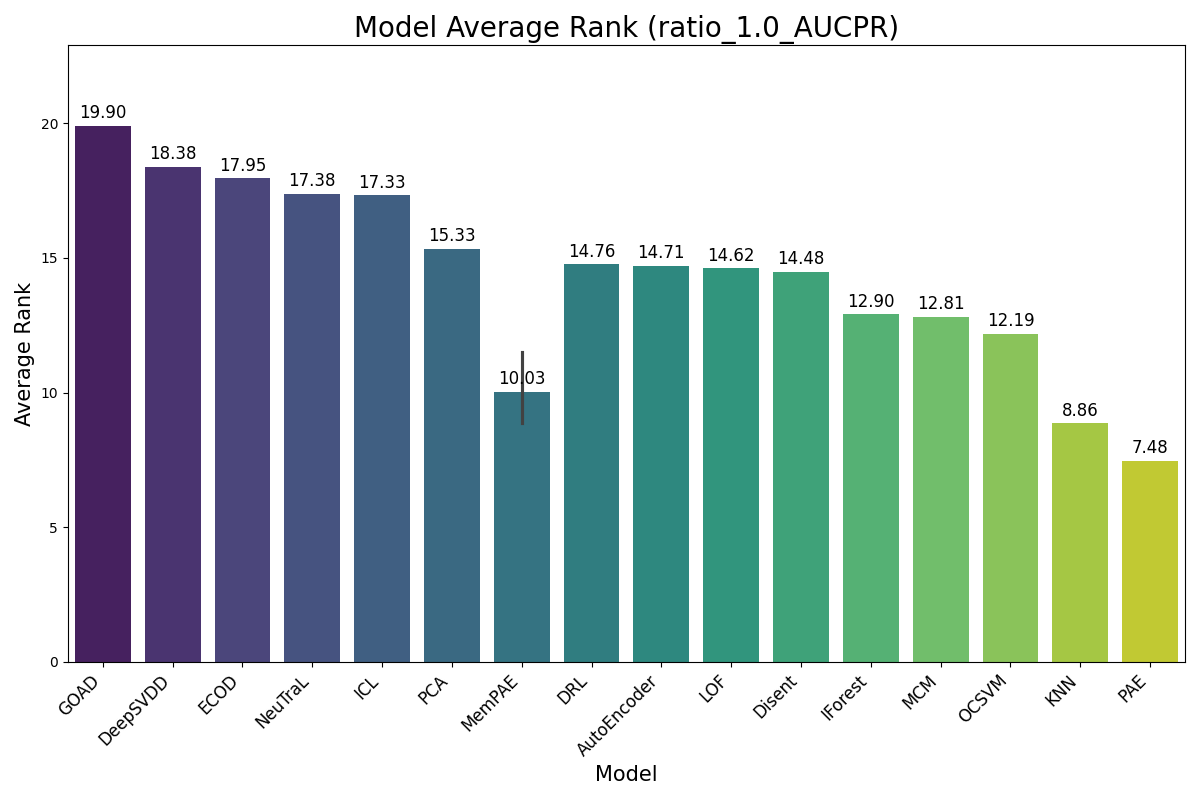 Model Average Rank (ratio_1.0_AUCPR)
Average Rank
20
15
10
5
0
19.90
18.38
17.95
17.38
17.33
15.33
10.03
14.76
14.71
14.62
14.48
12.90
12.81
12.19
8.86
7.48
GOAD
DeepSVDD
ECOD
NeuTraL
ICL
PCA
MemPAE
DRL
AutoEncoder
LOF
Disent
IForest
MCM
OCSVM
KNN
PAE
Model